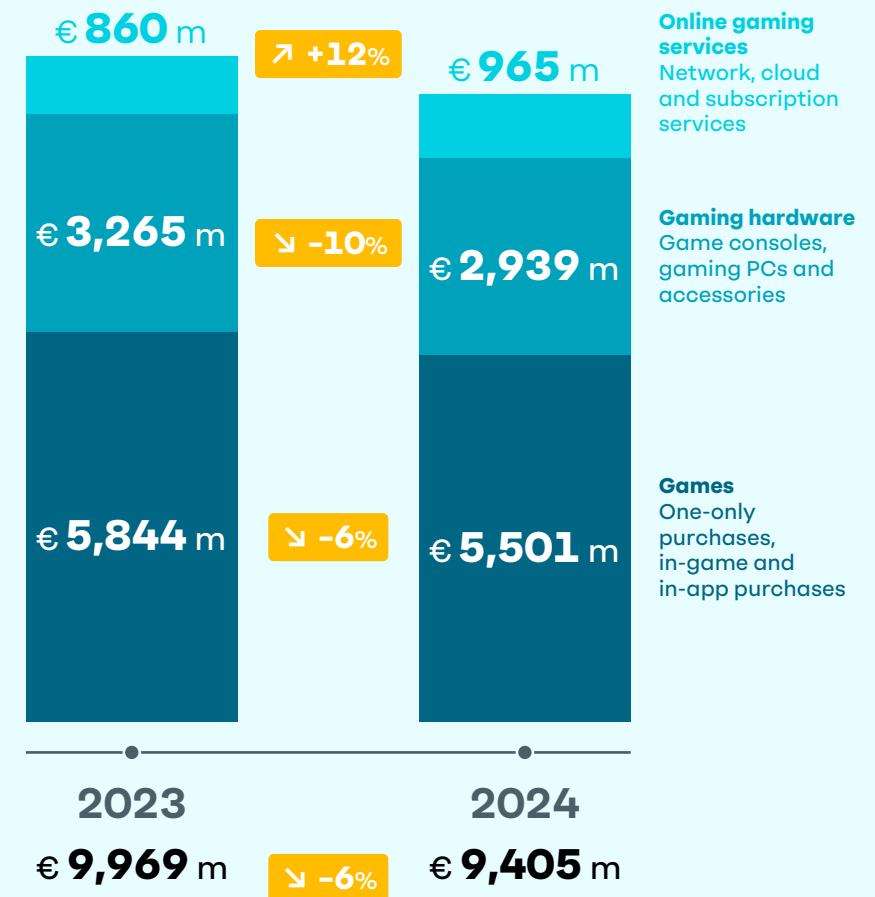 € 860 m
↗ +12%
€ 965 m
Online gaming
services
Network, cloud
and subscription
services
€ 3,265 m
↘ -10%
€ 2,939 m
Gaming hardware
Game consoles,
gaming PCs and
accessories
€ 5,844 m
↘ -6%
€ 5,501 m
Games
One-only
purchases,
in-game and
in-app purchases
2023
2024
€ 9,969 m
↘ -6%
€ 9,405 m